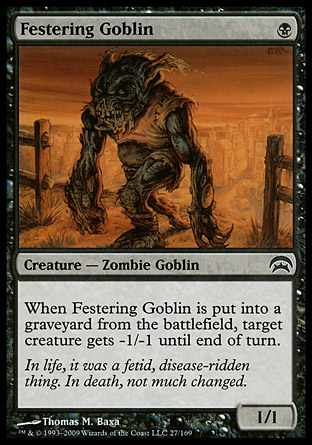 Festering Goblin
Creature — Zombie Goblin
When Festering Goblin is put into a
graveyard from the battlefield, target
creature gets -1/-1 until end of turn.
In life, it was a fetid, disease-ridden
thing. In death, not much changed.
Thomas M. Baxa
™ & © 1993–2009 Wizards of the Coast LLC 27/169
1/1